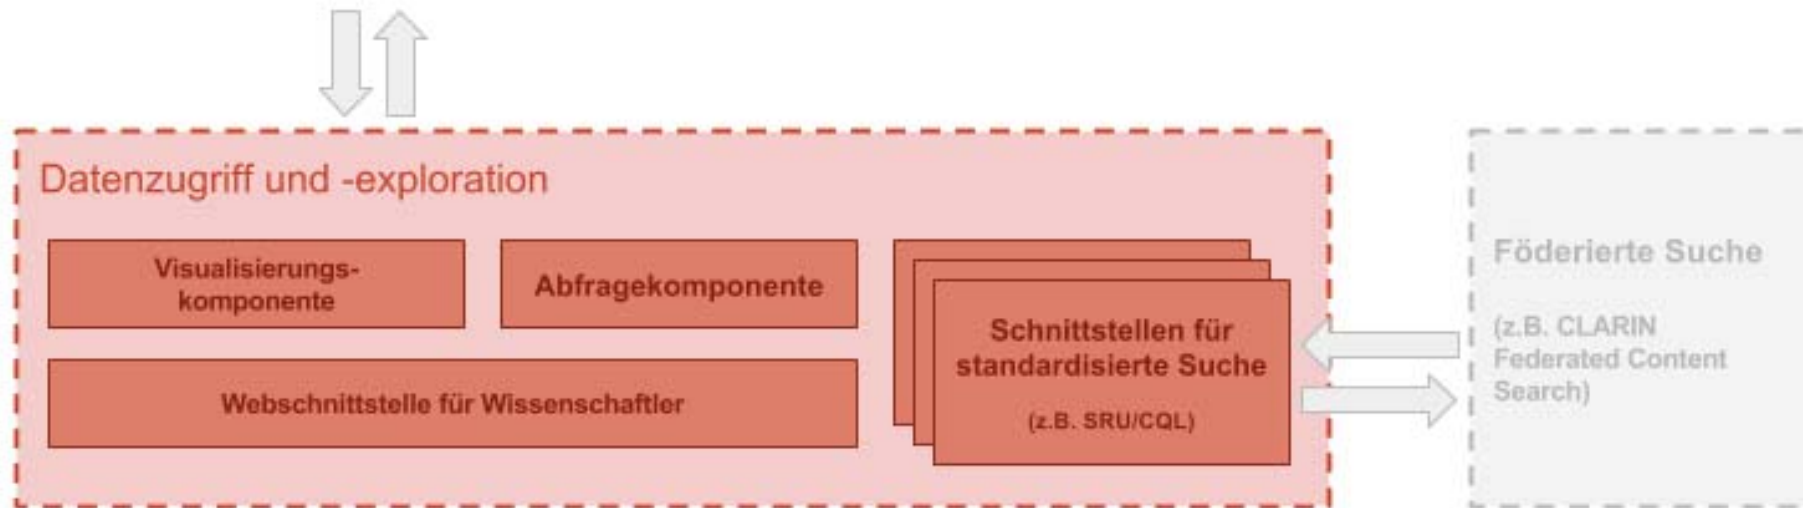 Datenzugriff und -exploration
Visualisierungs-
komponente
Abfragekomponente
Webschnittstelle für Wissenschaftler
Schnittstellen für
standardisierte Suche
(z.B. SRU/CQL)
Föderierte Suche
(z.B. CLARIN
Federated Content
Search)